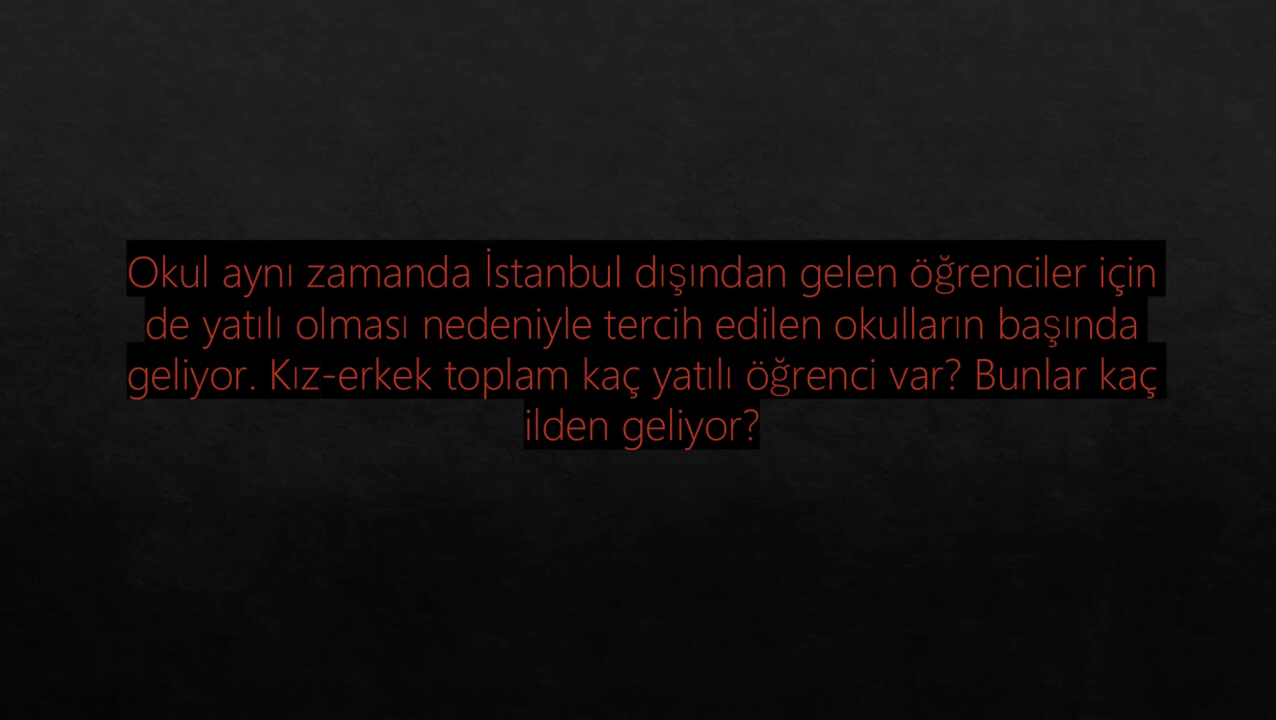 Okul aynı zamanda İstanbul dışından gelen öğrenciler için
de yatılı olması nedeniyle tercih edilen okulların başında
geliyor. Kız-erkek toplam kaç yatılı öğrenci var? Bunlar kaç
ilden geliyor?